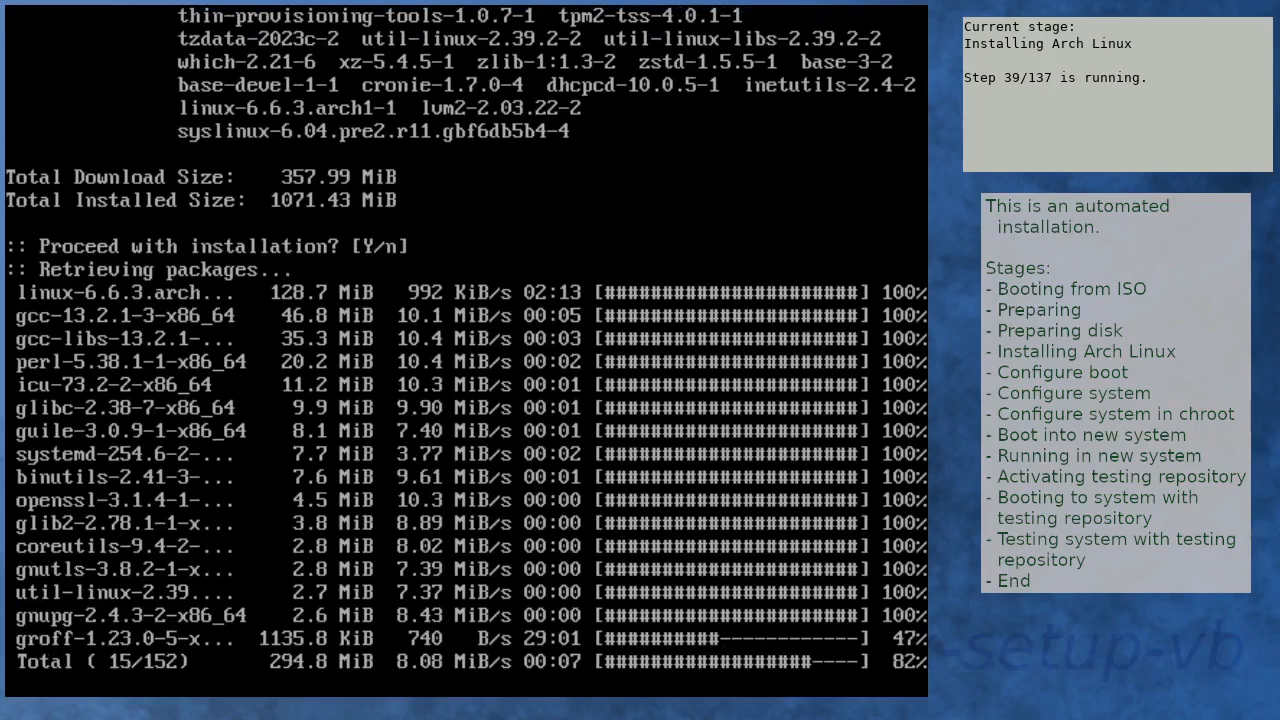 thin-provisioning-tools-1.0.7-1  tpm2-tss-4.0.1-1
tzdata-2023c-2  util-linux-2.39.2-2  util-linux-libs-2.39.2-2
which-2.21-6  xz-5.4.5-1  zlib-1:1.3-2  zstd-1.5.5-1  base-3-2
base-devel-1-1  cronie-1.7.0-4  dhcpcd-10.0.5-1  inetutils-2.4-2
linux-6.6.3.arch1-1  lvm2-2.03.22-2
syslinux-6.04.pre2.r11.gbf6db5b4-4
Total Download Size:    357.99 MiB
Total Installed Size:  1071.43 MiB
:: Proceed with installation? [Y/n]
:: Retrieving packages...
linux-6.6.3.arch...   128.7 MiB   992 KiB/s 02:13 [######################] 100%
gcc-13.2.1-3-x86_64    46.8 MiB  10.1 MiB/s 00:05 [######################] 100%
gcc-libs-13.2.1-...    35.3 MiB  10.4 MiB/s 00:03 [######################] 100%
perl-5.38.1-1-x86_64   20.2 MiB  10.4 MiB/s 00:02 [######################] 100%
icu-73.2-2-x86_64      11.2 MiB  10.3 MiB/s 00:01 [######################] 100%
glibc-2.38-7-x86_64     9.9 MiB  9.90 MiB/s 00:01 [######################] 100%
guile-3.0.9-1-x86_64    8.1 MiB  7.40 MiB/s 00:01 [######################] 100%
systemd-254.6-2-...     7.7 MiB  3.77 MiB/s 00:02 [######################] 100%
binutils-2.41-3-...     7.6 MiB  9.61 MiB/s 00:01 [######################] 100%
openssl-3.1.4-1-...     4.5 MiB  10.3 MiB/s 00:00 [######################] 100%
glib2-2.78.1-1-x...     3.8 MiB  8.89 MiB/s 00:00 [######################] 100%
coreutils-9.4-2-...     2.8 MiB  8.02 MiB/s 00:00 [######################] 100%
gnutls-3.8.2-1-x...     2.8 MiB  7.39 MiB/s 00:00 [######################] 100%
util-linux-2.39....     2.7 MiB  7.37 MiB/s 00:00 [######################] 100%
gnupg-2.4.3-2-x86_64    2.6 MiB  8.43 MiB/s 00:00 [######################] 100%
groff-1.23.0-5-x...  1135.8 KiB   740   B/s 29:01 [##########------------]  47%
Total ( 15/152)       294.8 MiB  8.08 MiB/s 00:07 [##################----]  82%
Current stage:
Installing Arch Linux
Step 39/137 is running.
This is an automated
installation.
Stages:
- Booting from ISO
- Preparing
- Preparing disk
- Installing Arch Linux
- Configure boot
- Configure system
- Configure system in chroot
- Boot into new system
- Running in new system
- Activating testing repository
- Booting to system with
testing repository
- Testing system with testing
repository
- End
-setup-vb